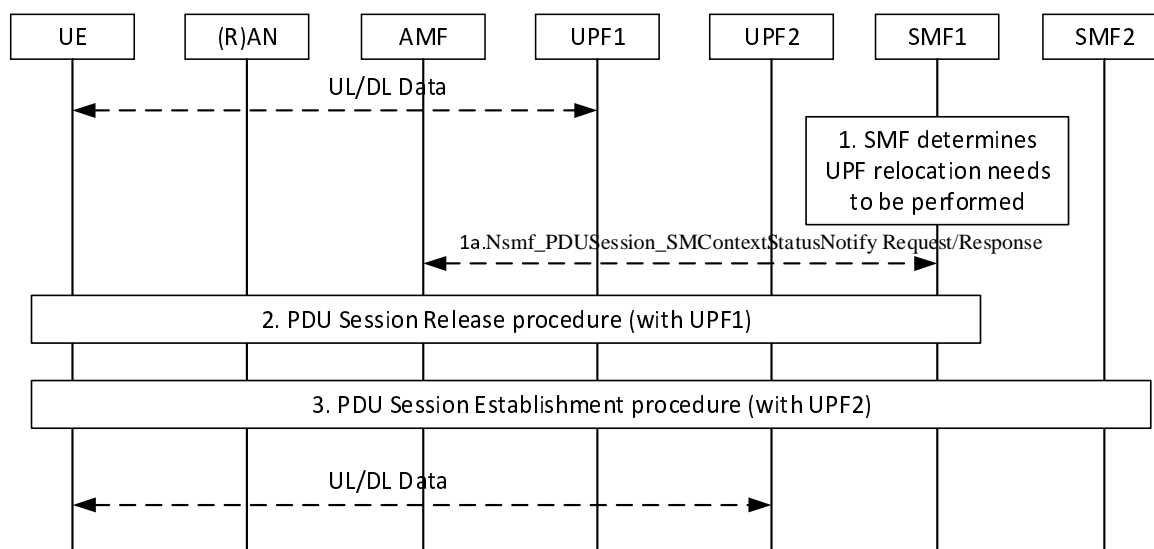 UE
(R)AN
AMF
UPF1
UPF2
SMF1
SMF2
UL/DL Data
1. SMF determines
UPF relocation needs
to be performed
1a.Nsmf_PDUSession_SMContextStatusNotify Request/Response
2. PDU Session Release procedure (with UPF1)
3. PDU Session Establishment procedure (with UPF2)
UL/DL Data